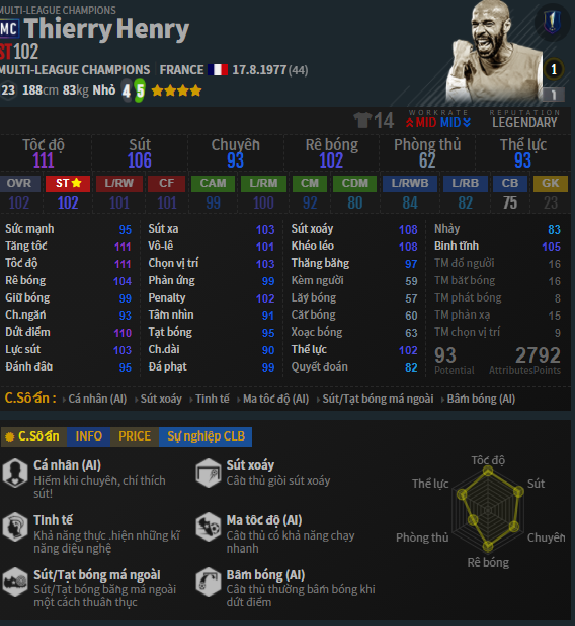 MULTI-LEAGUE CHAMPIONS
MC Thierry Henry
ST 102
MULTI-LEAGUE CHAMPIONS FRANCE 17.8.1977 (44)
23 188cm 83kg Nhỏ 4 5 ★★★★
1
1
14 WORKRATE MID MID REPUTATION LEGENDARY
Tốc độ Sút Chuyền Rê bóng Phòng thủ Thể lực
111 106 93 102 62 93
OVR ST★ L/RW CF CAM L/RM CM CDM L/RWB L/RB CB GK
102 102 101 101 99 100 92 80 84 82 75 23
Sức mạnh 95 Sút xa 103 Sút xoáy 108 Nhảy 83
Tăng tốc 111 Vô-lê 101 Khéo léo 108 Bình tĩnh 105
Tốc độ 111 Chọn vị trí 103 Thăng bằng 97 TM đổ người 16
Rê bóng 104 Phản ứng 99 Kèm người 59 TM bắt bóng 16
Giữ bóng 99 Penalty 102 Lấy bóng 57 TM phát bóng 8
Ch.ngắn 93 Tầm nhìn 91 Cắt bóng 60 TM phản xạ 15
Dứt điểm 110 Tạt bóng 95 Xoạc bóng 63 TM chọn vị trí 9
Lực sút 103 Ch.dài 90 Thể lực 102 93 2792
Đánh đầu 95 Đá phạt 99 Quyết đoán 82 Potential AttributesPoints
C.Số ẩn : Cá nhân (AI) Sút xoáy Tinh tế Ma tốc độ (AI) Sút/Tạt bóng má ngoài Bấm bóng (AI)
C.Số ẩn INFO PRICE Sự nghiệp CLB
Cá nhân (AI)
Hiếm khi chuyền, chỉ thích
sút!
Sút xoáy
Cầu thủ giỏi sút xoáy
Tinh tế
Khả năng thực .hiện những kĩ
năng diệu nghệ
Ma tốc độ (AI)
Cầu thủ có khả năng chạy
nhanh
Sút/Tạt bóng má ngoài
Sút/Tạt bóng bằng má ngoài
một cách thuần thục
Bấm bóng (AI)
Cầu thủ thường bấm bóng khi
dứt điểm
Tốc độ
Thể lực Sút
Phòng thủ Chuyền
Rê bóng